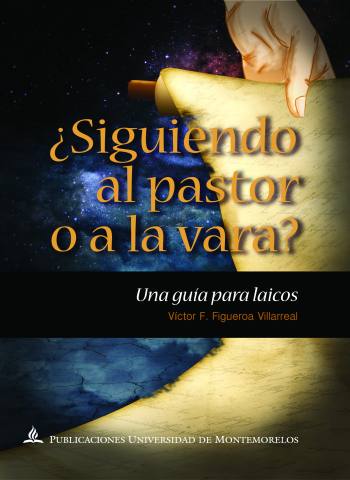 ¿Siguiendo
al pastor
o a la vara?
Una guía para laicos
Víctor F. Figueroa Villarreal
Publicaciones Universidad de Montemorelos